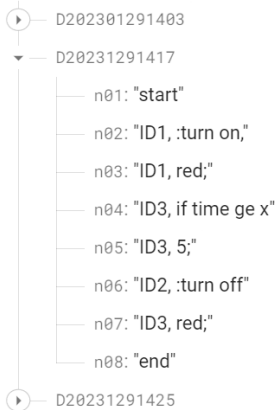 D202301291403
D20231291417
n01: "start"
n02: "ID1, :turn on,"
n03: "ID1, red;"
n04: "ID3, if time ge x"
n05: "ID3, 5;"
n06: "ID2, :turn off"
n07: "ID3, red;"
n08: "end"
D20231291425